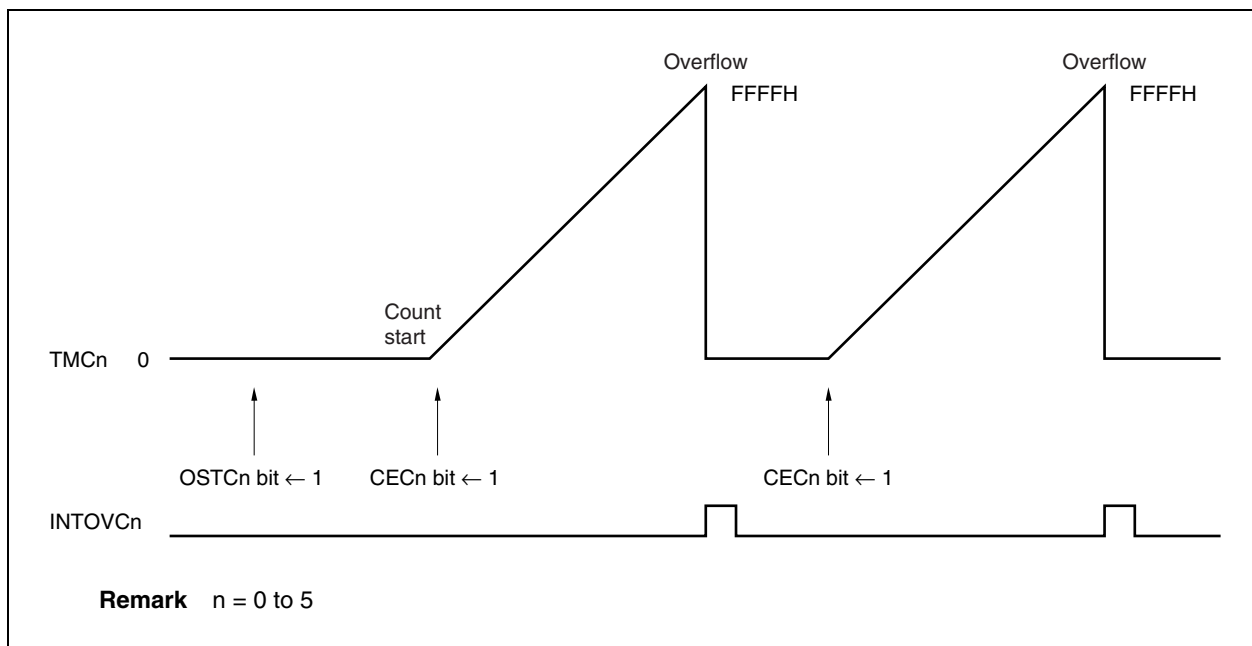 Overflow
Overflow
FFFFH
FFFFH
Count
start
TMCn 0
OSTCn bit ← 1
CECn bit ← 1
CECn bit ← 1
INTOVCn
Remark n = 0 to 5